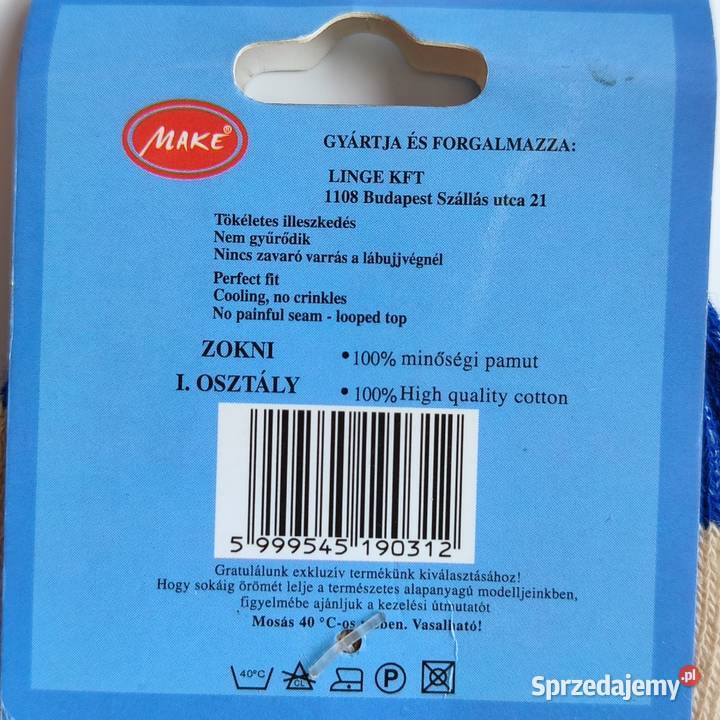 MAKE®
GYÁRTJA ÉS FORGALMAZZA:
LINGE KFT
1108 Budapest Szállás utca 21
Tökéletes illeszkedés
Nem gyűrődik
Nincs zavaró varrás a lábujjvégnél
Perfect fit
Cooling, no crinkles
No painful seam - looped top
ZOKNI
•100% minőségi pamut
I. OSZTÁLY
•100% High quality cotton
5 999545 190312
Gratulálunk exkluzív termékünk kiválasztásához!
Hogy sokáig örömét lelje a természetes alapanyagú modelljeinkben,
figyelmébe ajánljuk a kezelési útmutatót
Mosás 40 °C-os vízben. Vasalható!
40°C CL P
Sprzedajemy.pl